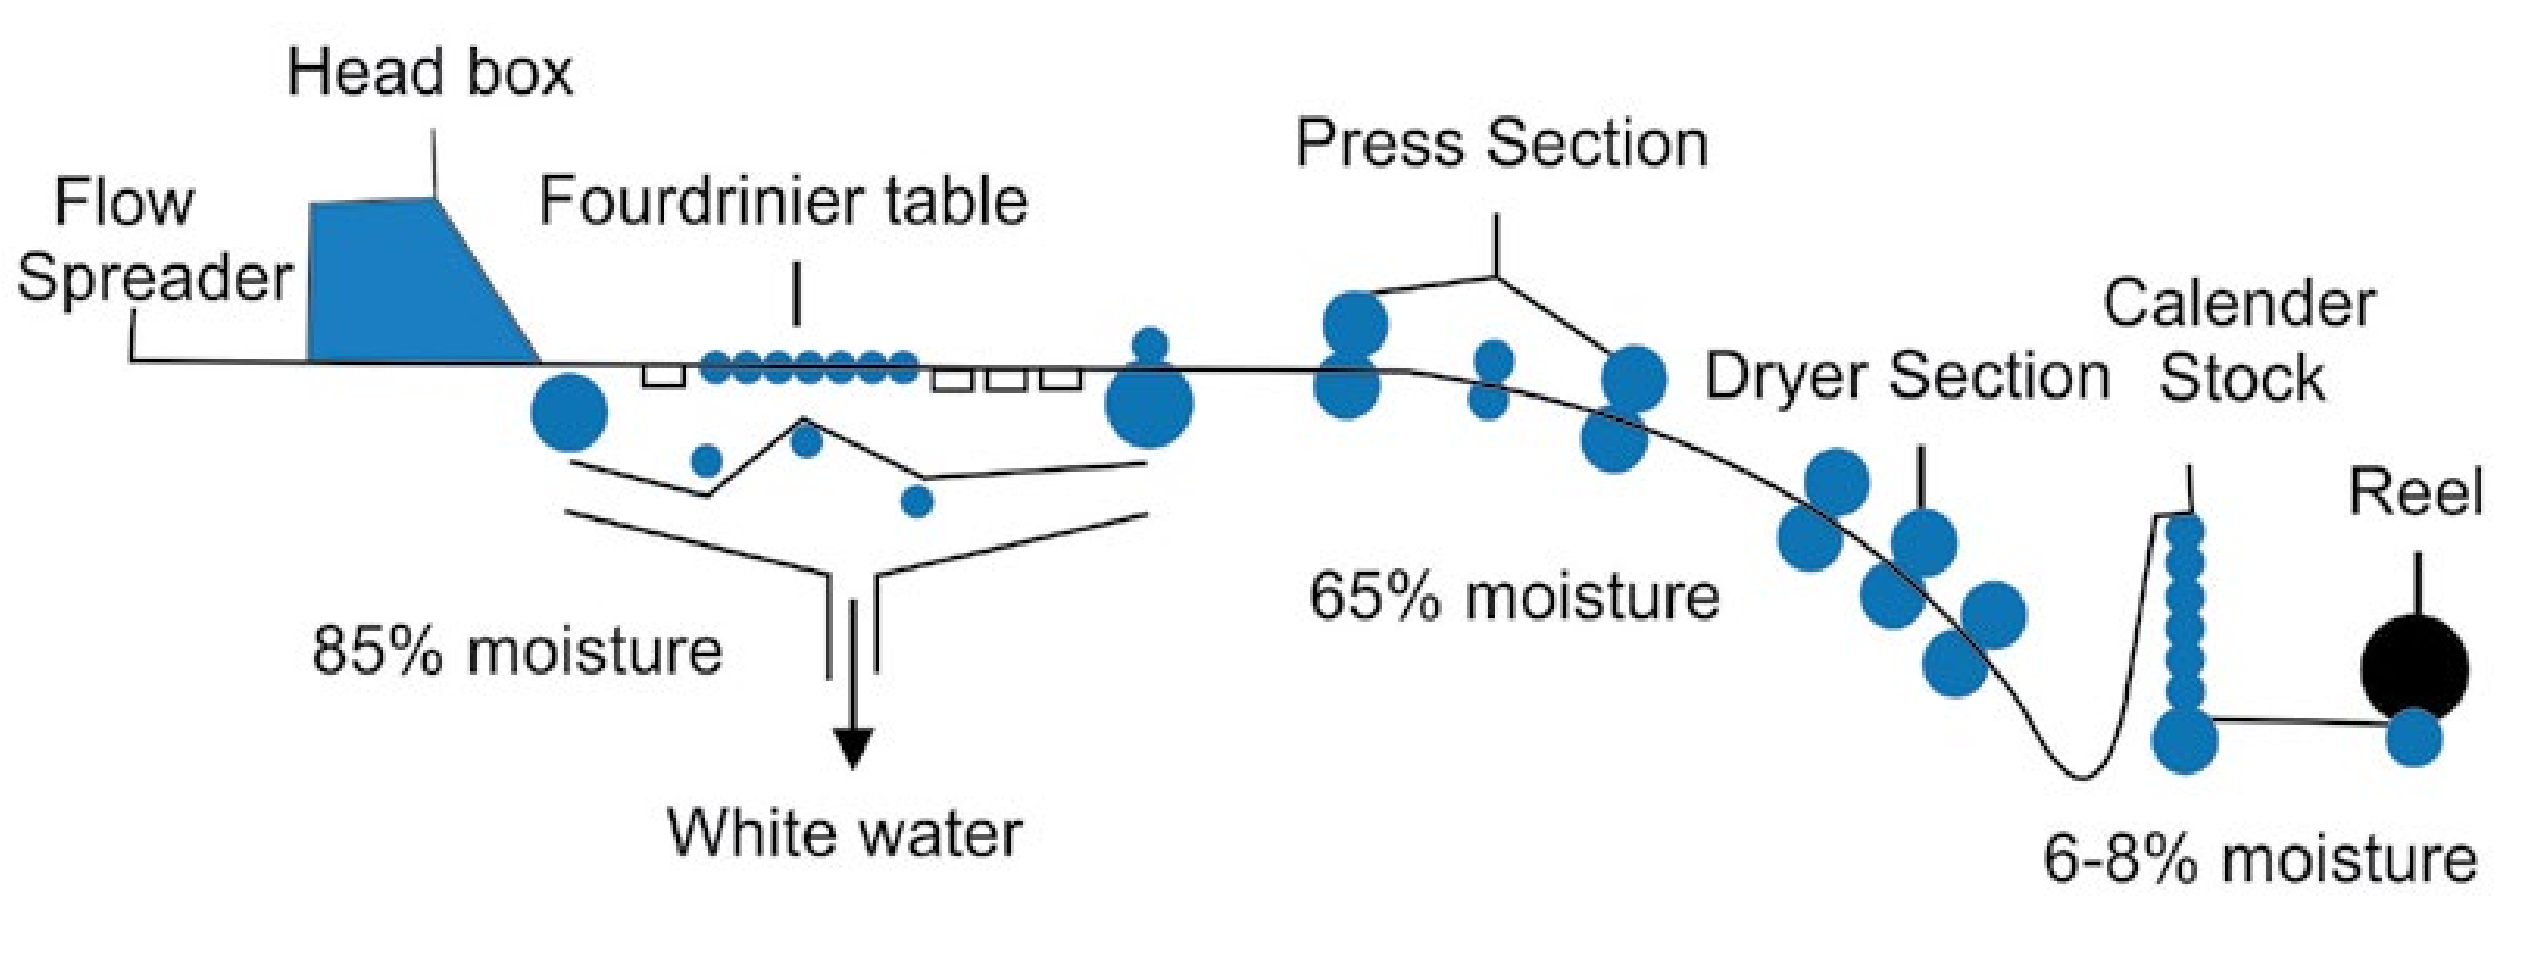 Head box
Flow
Spreader
Fourdrinier table
Press Section
Dryer Section
Calender
Stock
Reel
85% moisture
65% moisture
White water
6-8% moisture